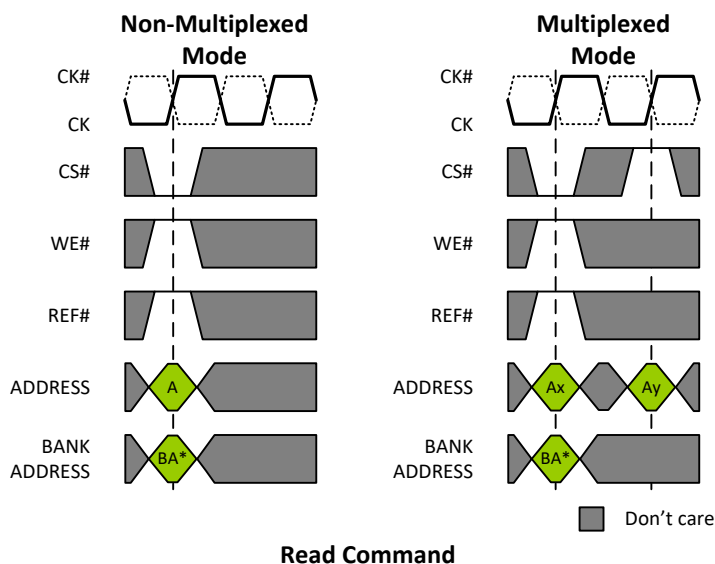 Non-Multiplexed
Mode
Multiplexed
Mode
CK#
CK
CS#
WE#
REF#
ADDRESS
A
BANK
ADDRESS
BA*
CK#
CK
CS#
WE#
REF#
ADDRESS
Ax
Ay
BANK
ADDRESS
BA*
Don't care
Read Command